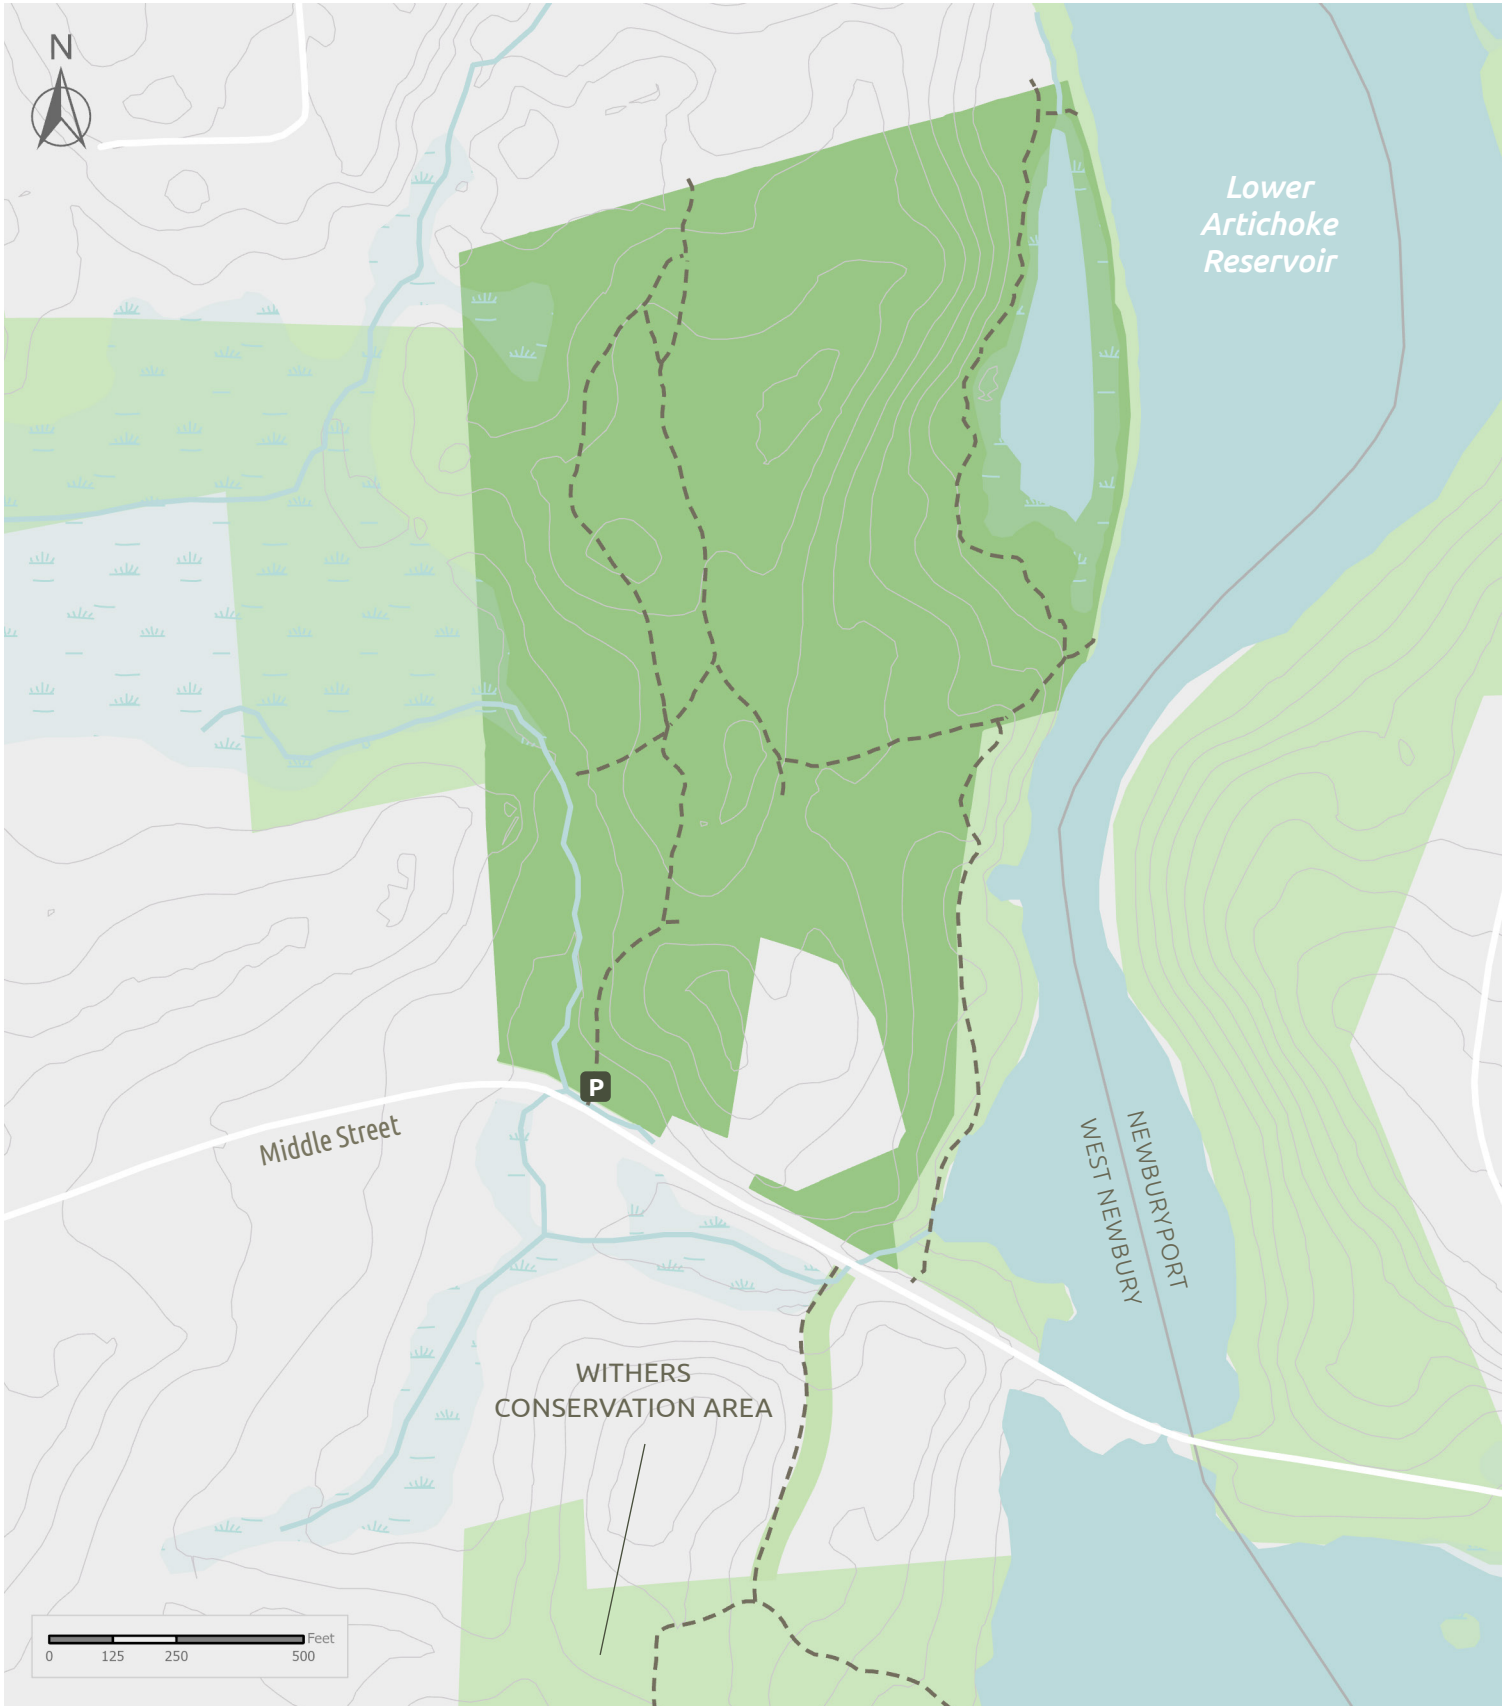 N
Lower
Artichoke
Reservoir
P
Middle Street
NEWBURYPORT
WEST NEWBURY
WITHERS
CONSERVATION AREA
Feet
0 125 250 500